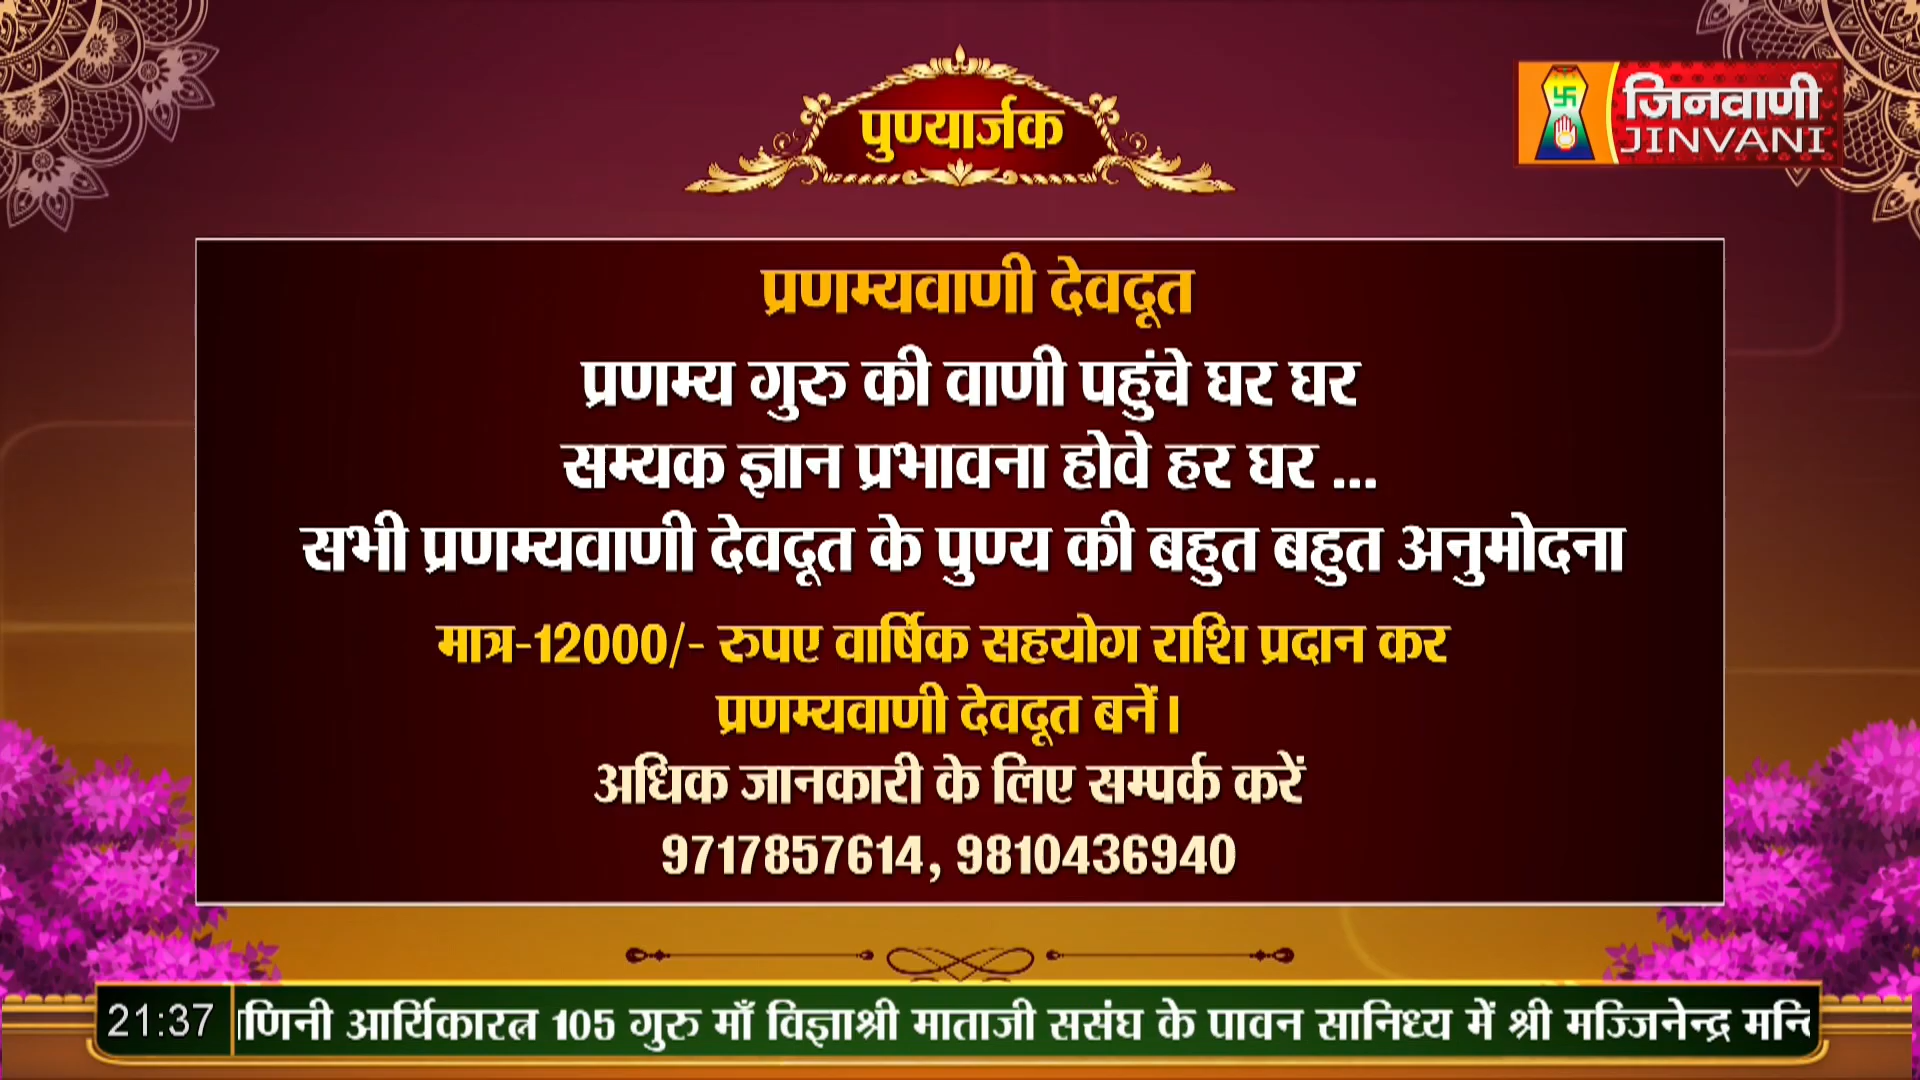 पुण्यार्जक
जिनवाणी
JINVANI
प्रणम्यवाणी देवदूत
प्रणम्य गुरु की वाणी पहुंचे घर घर
सम्यक ज्ञान प्रभावना होवे हर घर ...
सभी प्रणम्यवाणी देवदूत के पुण्य की बहुत बहुत अनुमोदना
मात्र-12000/- रुपए वार्षिक सहयोग राशि प्रदान कर
प्रणम्यवाणी देवदूत बनें।
अधिक जानकारी के लिए सम्पर्क करें
9717857614, 9810436940
21:37 आर्यिकारत्न 105 गुरु माँ विज्ञाश्री माताजी ससंघ के पावन सानिध्य में श्री मज्जिनेन्द्र